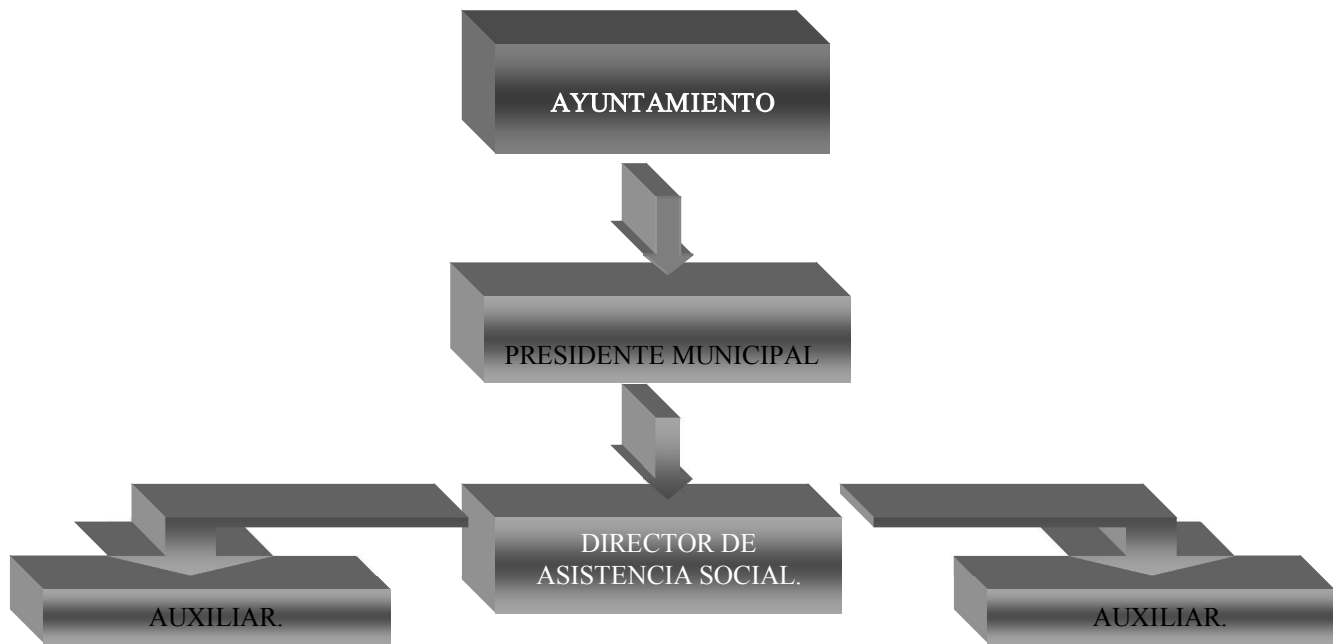 AYUNTAMIENTO
PRESIDENTE MUNICIPAL
DIRECTOR DE
ASISTENCIA SOCIAL.
AUXILIAR.
AUXILIAR.